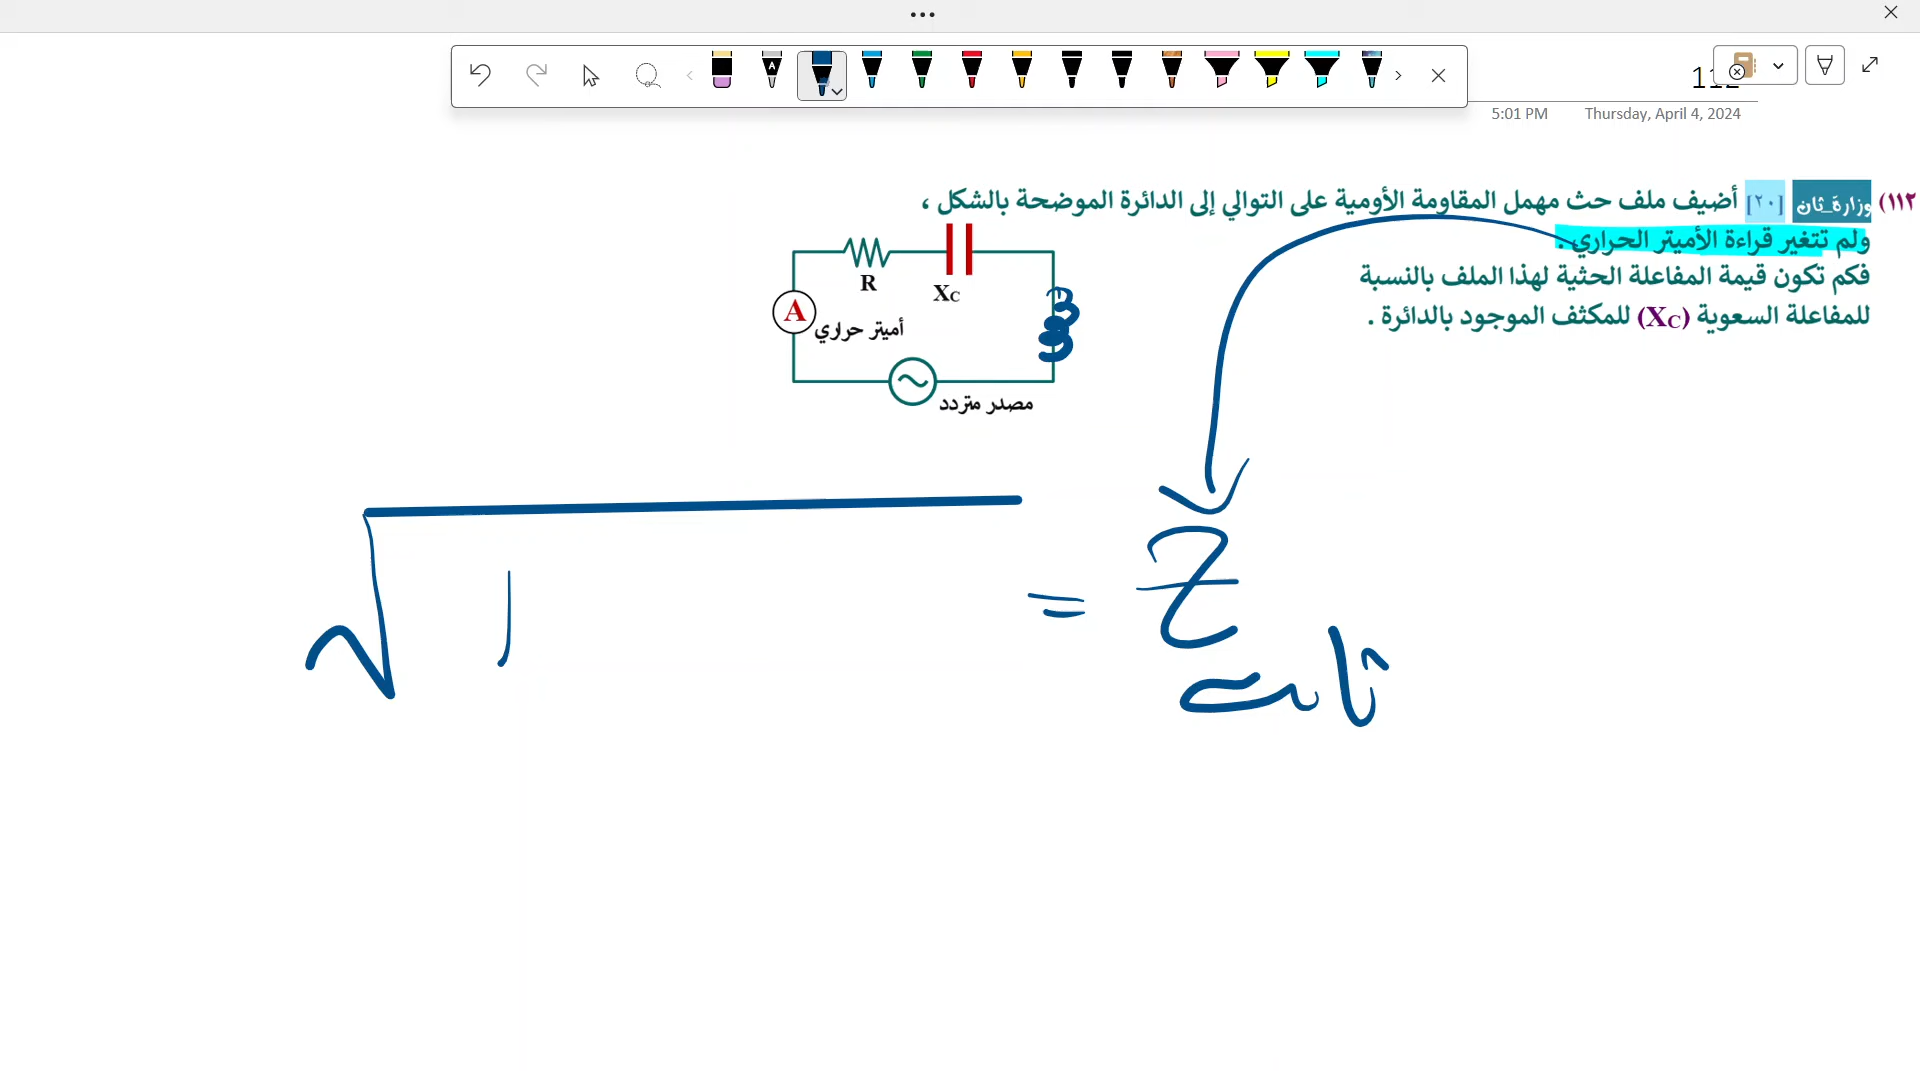 112
5:01 PM Thursday, April 4, 2024
١١٢) وزارة_ثان [٢٠] أضيف ملف حث مهمل المقاومة الأومية على التوالي إلى الدائرة الموضحة بالشكل ،
ولم تتغير قراءة الأميتر الحراري .
فكم تكون قيمة المفاعلة الحثية لهذا الملف بالنسبة
للمفاعلة السعوية (XC) للمكثف الموجود بالدائرة .
R
XC
A
أميتر حراري
مصدر متردد
√ = Z
ثابت